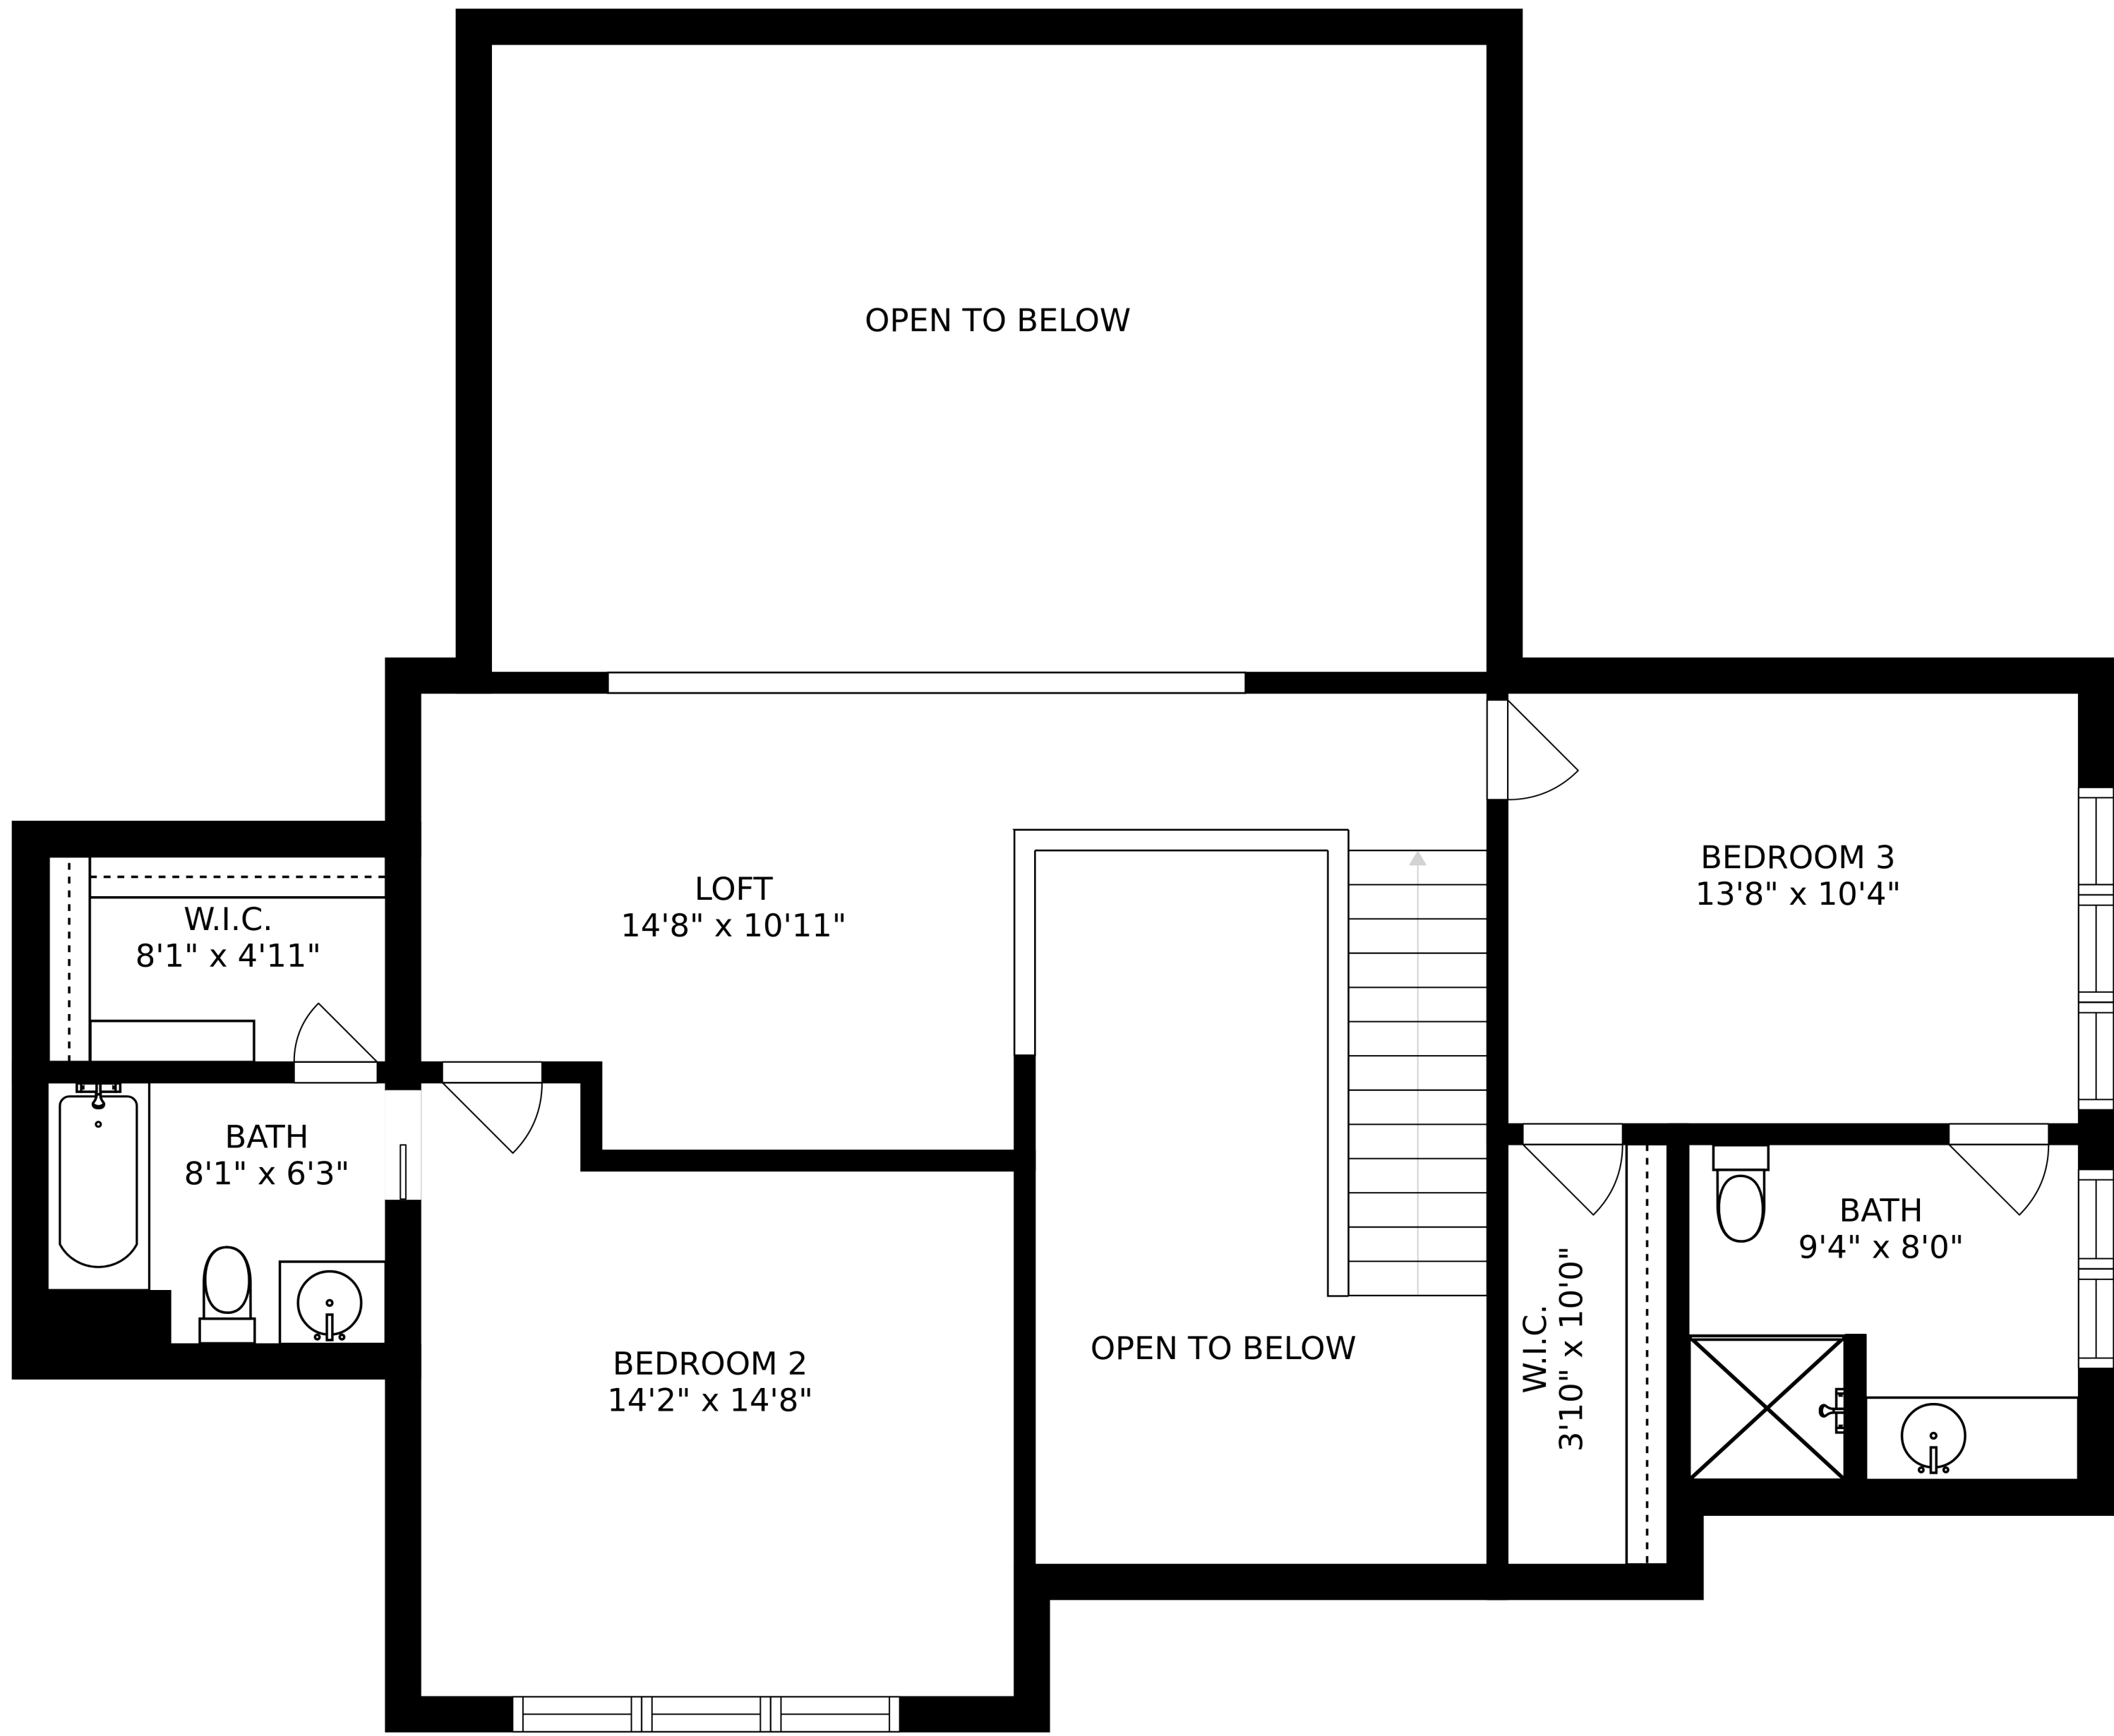 OPEN TO BELOW
LOFT
14'8" x 10'11"
BEDROOM 3
13'8" x 10'4"
W.I.C.
8'1" x 4'11"
BATH
8'1" x 6'3"
BATH
9'4" x 8'0"
BEDROOM 2
14'2" x 14'8"
OPEN TO BELOW
W.I.C.
3'10" x 10'0"